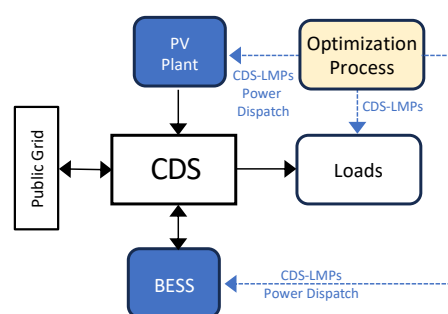 PV
Plant
Optimization
Process
CDS-LMPs
Power
Dispatch
CDS-LMPs
Public Grid
CDS
Loads
BESS
CDS-LMPs
Power Dispatch